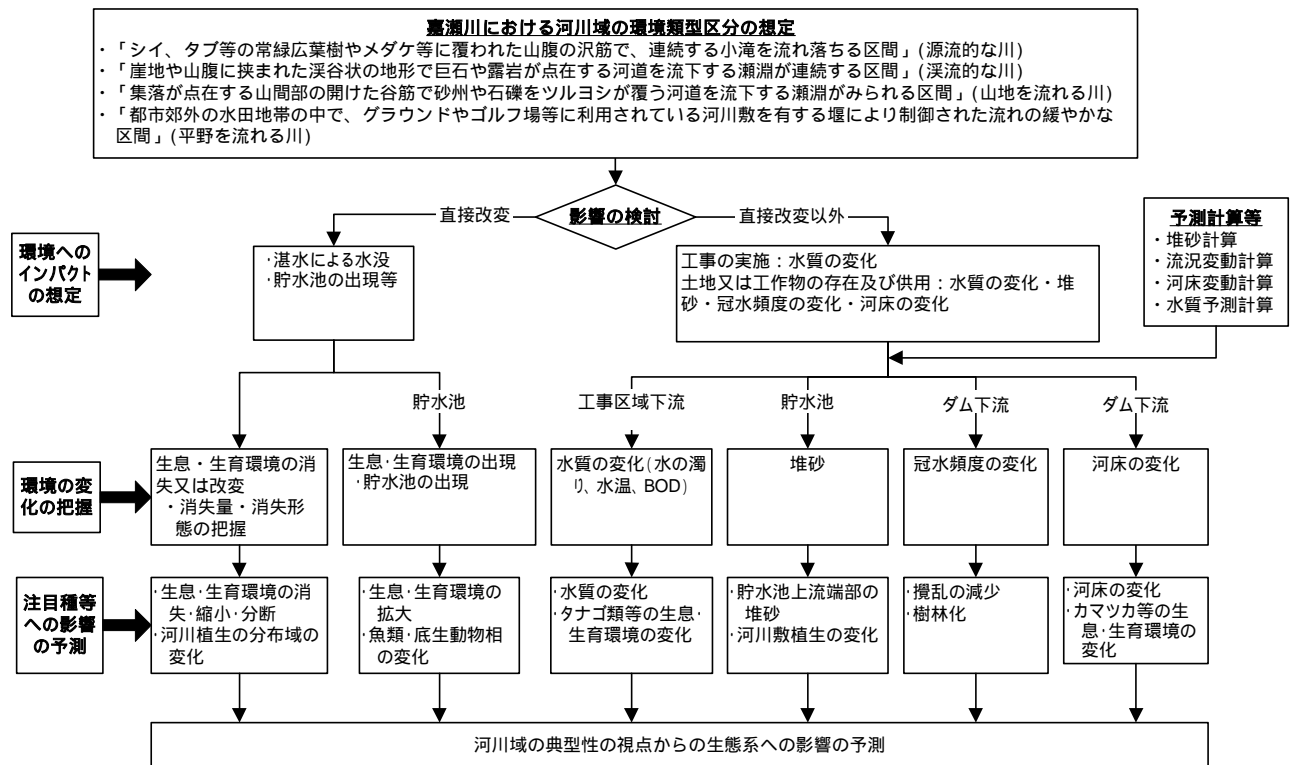 嘉瀬川における河川域の環境類型区分の想定
・「シイ、タブ等の常緑広葉樹やメダケ等に覆われた山腹の沢筋で、連続する小滝を流れ落ちる区間」(源流的な川)
・「崖地や山腹に挟まれた渓谷状の地形で巨石や露岩が点在する河道を流下する瀬淵が連続する区間」(渓流的な川)
・「集落が点在する山間部の開けた谷筋で砂州や石礫をツルヨシが覆う河道を流下する瀬淵がみられる区間」(山地を流れる川)
・「都市郊外の水田地帯の中で、グラウンドやゴルフ場等に利用されている河川敷を有する堰により制御された流れの緩やかな
区間」(平野を流れる川)
直接改変
影響の検討
直接改変以外
予測計算等
・堆砂計算
・流況変動計算
・河床変動計算
・水質予測計算
環境への
インパクト
の想定
・湛水による水没
・貯水池の出現等
工事の実施:水質の変化
土地又は工作物の存在及び供用:水質の変化・堆
砂・冠水頻度の変化・河床の変化
貯水池
工事区域下流
貯水池
ダム下流
ダム下流
環境の変
化の把握
生息・生育環境の消
失又は改変
・消失量・消失形
態の把握
生息・生育環境の出現
・貯水池の出現
水質の変化(水の濁
り、水温、BOD)
堆砂
冠水頻度の変化
河床の変化
注目種等
への影響
の予測
・生息・生育環境の消
失・縮小・分断
・河川植生の分布域の
変化
・生息・生育環境の
拡大
・魚類・底生動物相
の変化
・水質の変化
・タナゴ類等の生息・
生育環境の変化
・貯水池上流端部の
堆砂
・河川敷植生の変化
・攪乱の減少
・樹林化
・河床の変化
・カマツカ等の生
息・生育環境の
変化
河川域の典型性の視点からの生態系への影響の予測